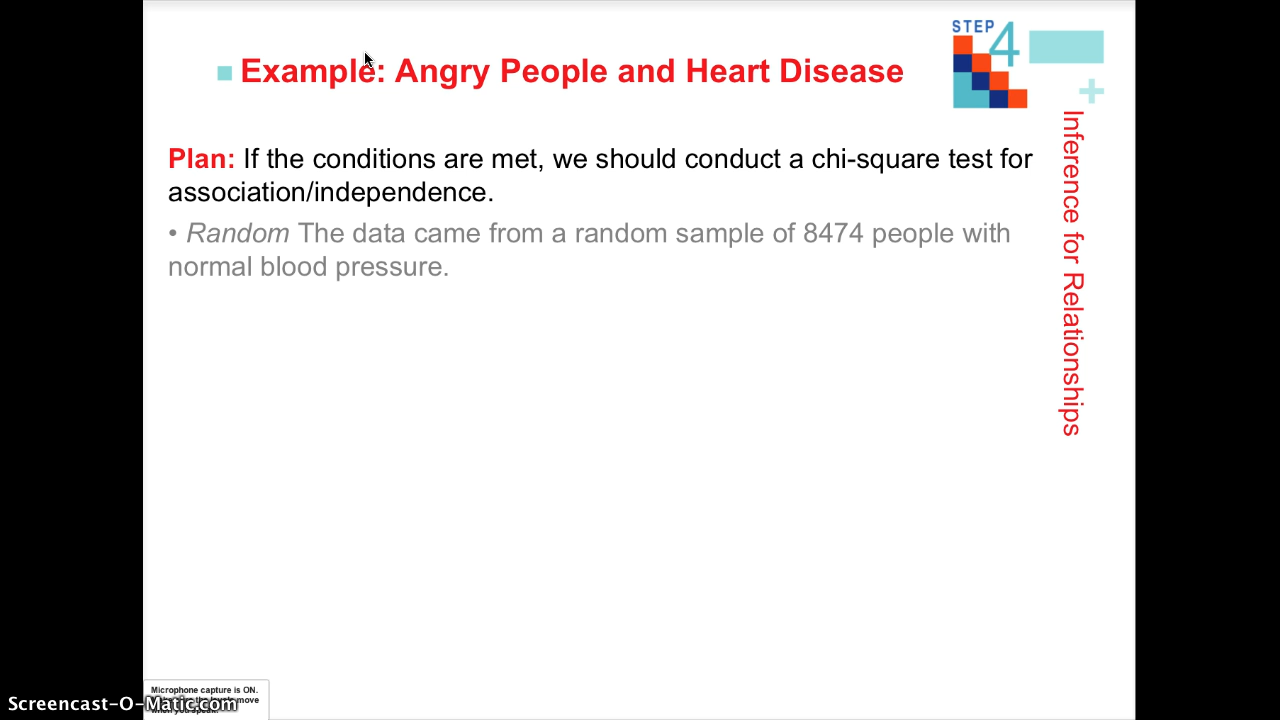 STEP 4
Example: Angry People and Heart Disease
Plan: If the conditions are met, we should conduct a chi-square test for
association/independence.
• Random The data came from a random sample of 8474 people with
normal blood pressure.
+
Inference for Relationships
Microphone capture is ON.
move
Screencast-O-Matic.com